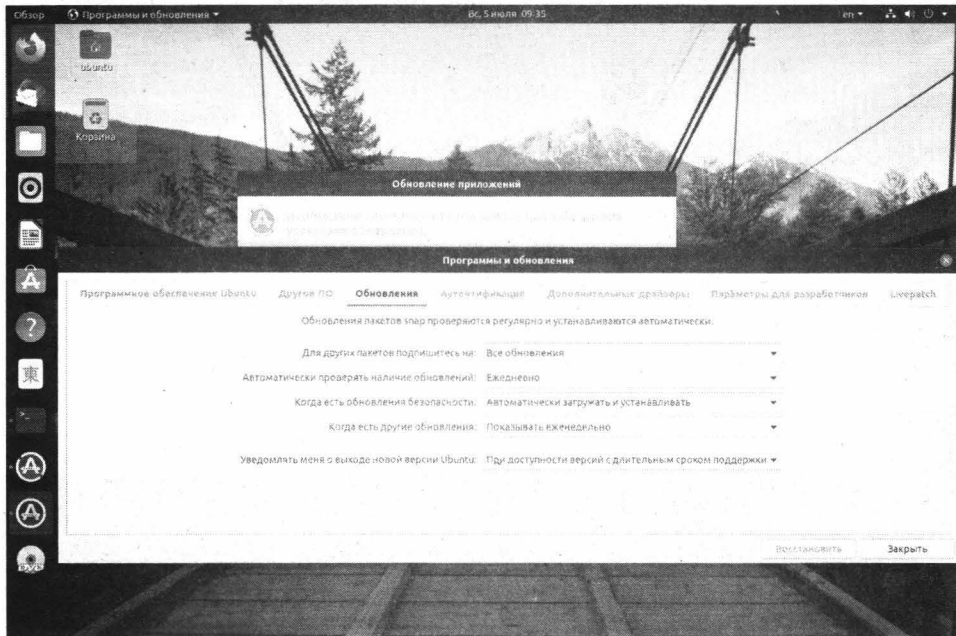 Обзор
Программы и обновления
Вс, 5 июля 09:35
en
ubuntu
Корзина
Обновление приложений
Программы и обновления
Программное обеспечение Ubuntu Другое ПО Обновления Аутентификация Дополнительные драйверы Параметры для разработчиков Livepatch
Обновления пакетов snap проверяются регулярно и устанавливаются автоматически.
Для других пакетов подпишитесь на: Все обновления
Автоматически проверять наличие обновлений: Ежедневно
Когда есть обновления безопасности: Автоматически загружать и устанавливать
Когда есть другие обновления: Показывать еженедельно
Уведомлять меня о выходе новой версии Ubuntu: При доступности версий с длительным сроком поддержки
Восстановить Закрыть
東